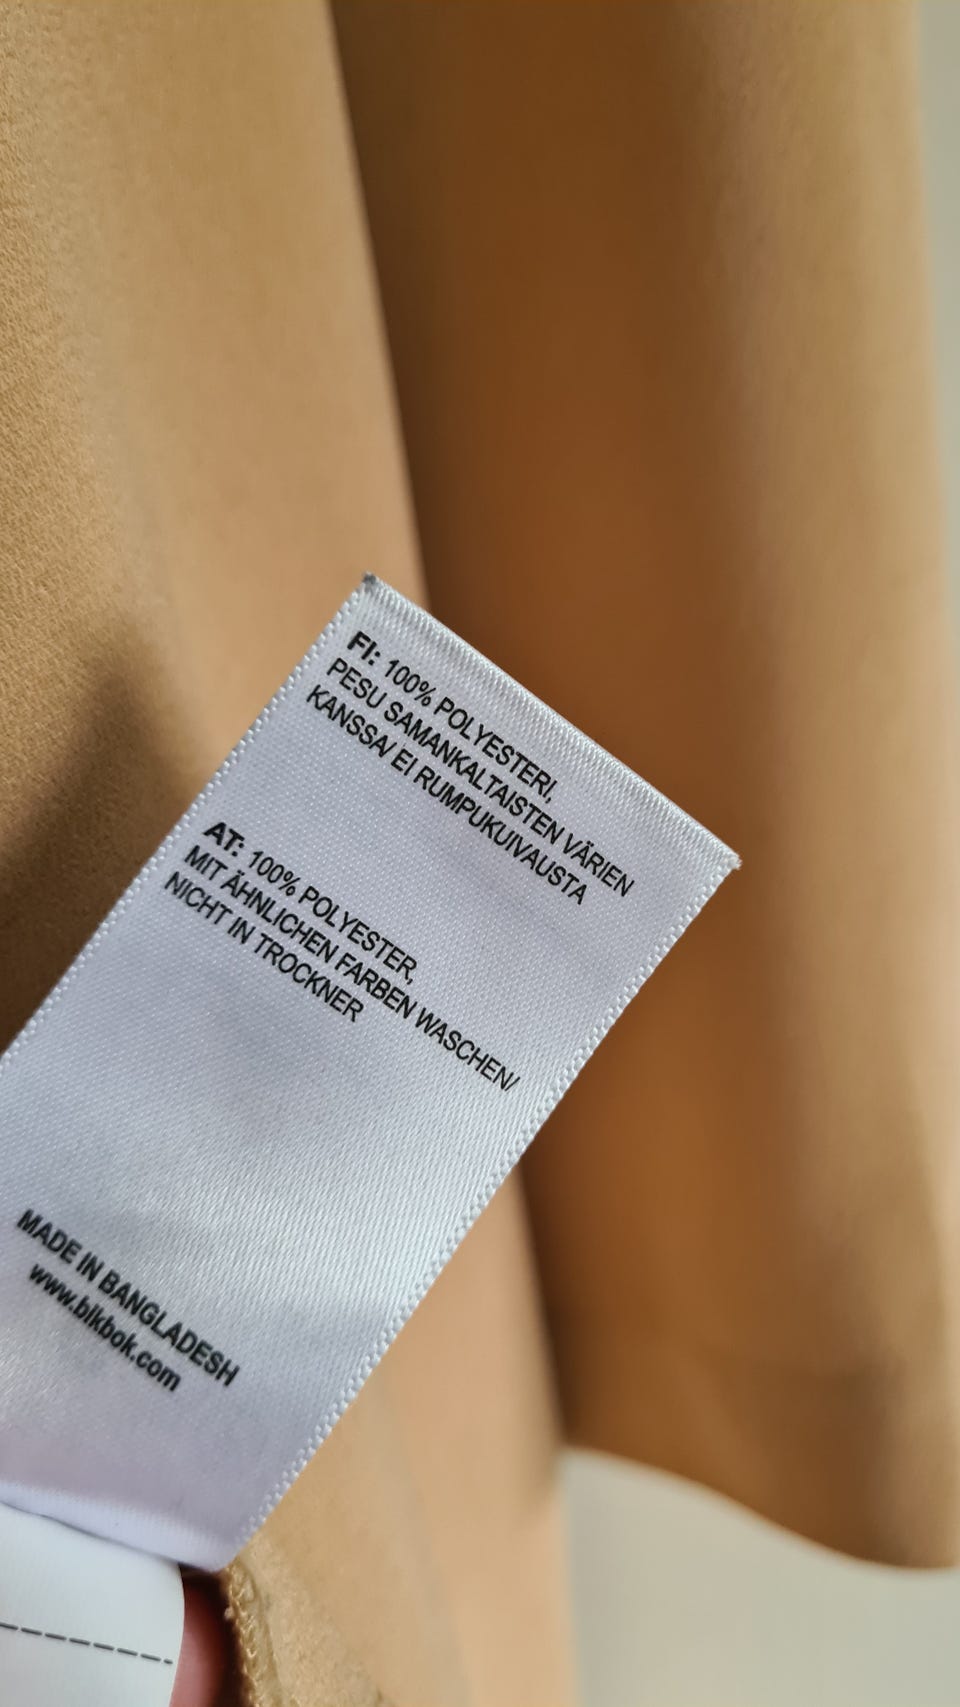 FI: 100% POLYESTERI,
PESU SAMANKALTAISTEN VÄRIEN
KANSSA/ EI RUMPUKUIVAUSTA
AT: 100% POLYESTER,
MIT ÄHNLICHEN FARBEN WASCHEN/
NICHT IN TROCKNER
MADE IN BANGLADESH
www.blkbok.com